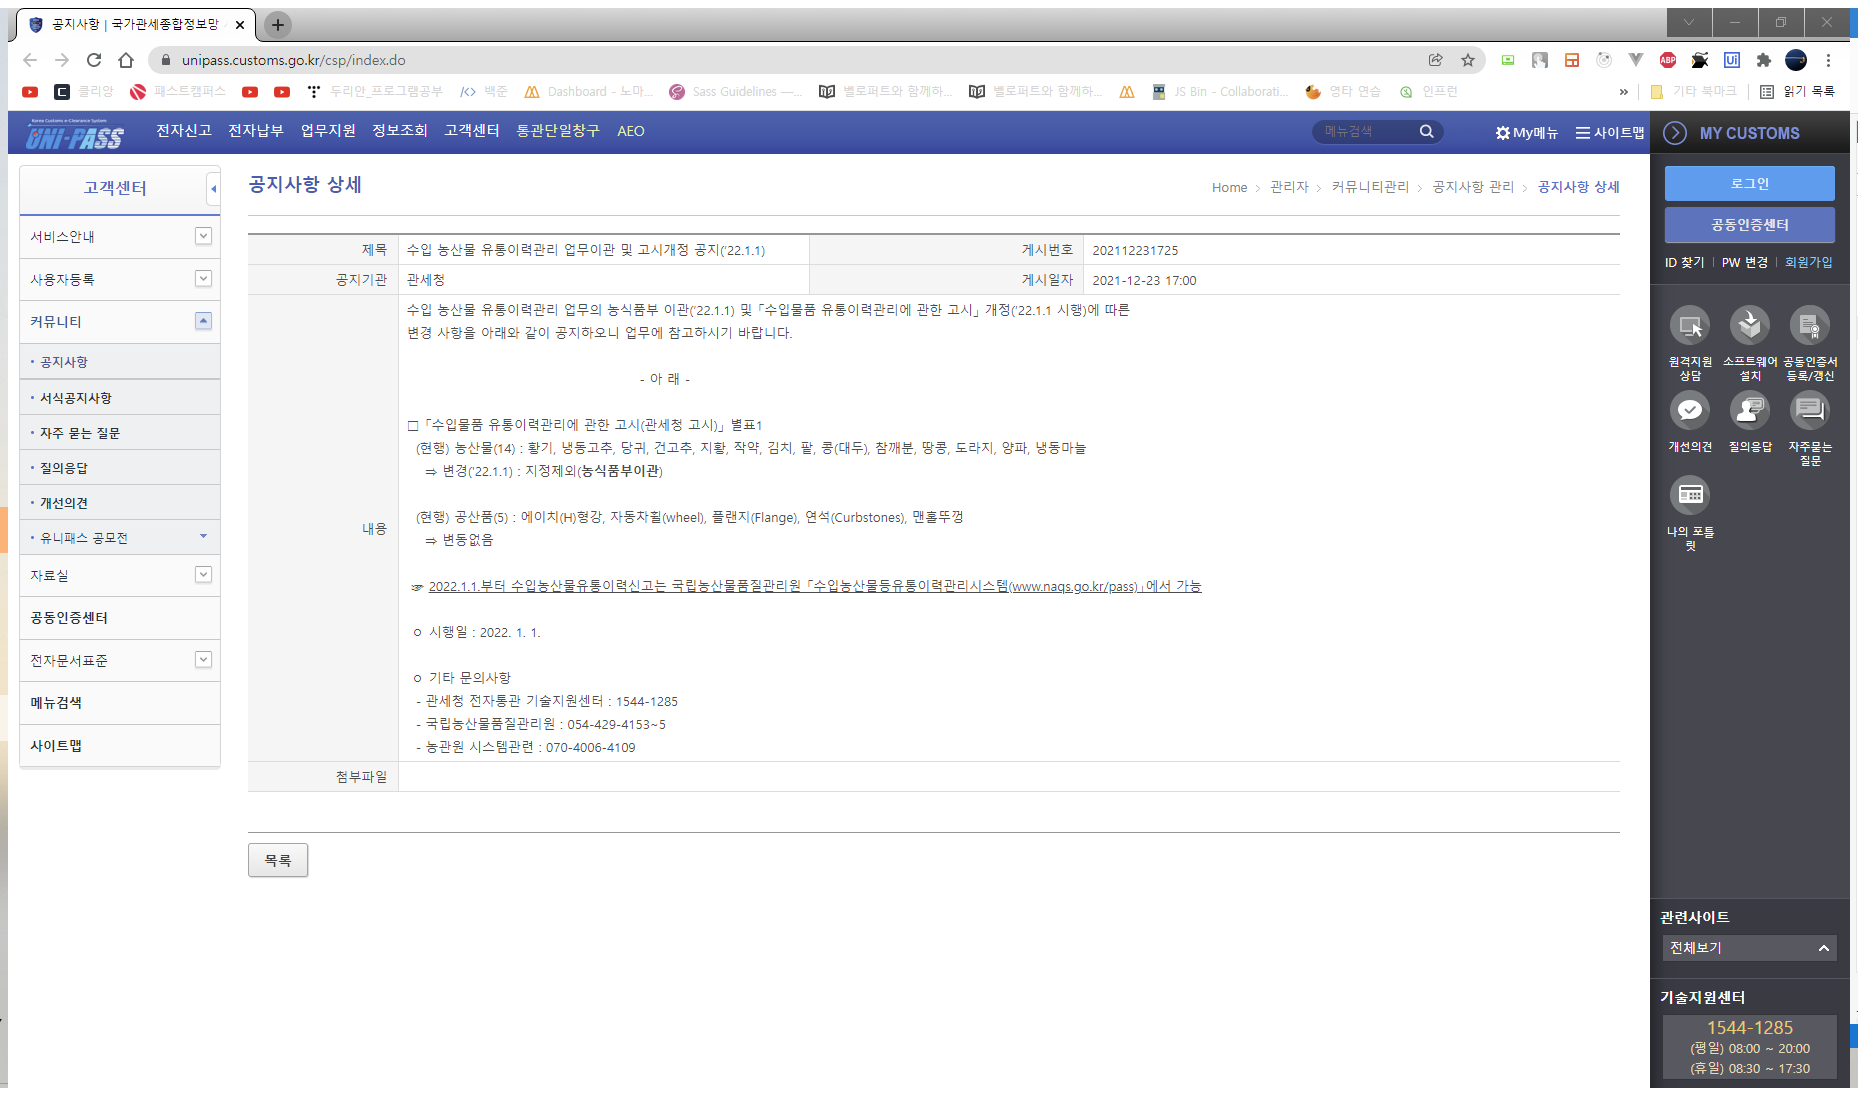 공지사항 | 국가관세종합정보망
unipass.customs.go.kr/csp/index.do
클리앙 패스트캠퍼스 두리안_프로그램공부 백준 Dashboard - 노마... Sass Guidelines —... 벨로퍼트와 함께하... 벨로퍼트와 함께하... JS Bin - Collaborati... 영타 연습 인프런 » 기타 북마크 읽기 목록
Korea Customs e-Clearance System
UNI-PASS
전자신고 전자납부 업무지원 정보조회 고객센터 통관단일창구 AEO
메뉴검색
My메뉴 사이트맵
MY CUSTOMS
고객센터
서비스안내
사용자등록
커뮤니티
· 공지사항
· 서식공지사항
· 자주 묻는 질문
· 질의응답
· 개선의견
· 유니패스 공모전
자료실
공동인증센터
전자문서표준
메뉴검색
사이트맵
공지사항 상세
Home > 관리자 > 커뮤니티관리 > 공지사항 관리 > 공지사항 상세
제목 수입 농산물 유통이력관리 업무이관 및 고시개정 공지('22.1.1) 게시번호 202112231725
공지기관 관세청 게시일자 2021-12-23 17:00
내용
수입 농산물 유통이력관리 업무의 농식품부 이관('22.1.1) 및 「수입물품 유통이력관리에 관한 고시」 개정('22.1.1 시행)에 따른
변경 사항을 아래와 같이 공지하오니 업무에 참고하시기 바랍니다.
- 아 래 -
□ 「수입물품 유통이력관리에 관한 고시(관세청 고시)」 별표1
(현행) 농산물(14) : 황기, 냉동고추, 당귀, 건고추, 지황, 작약, 김치, 팥, 콩(대두), 참깨분, 땅콩, 도라지, 양파, 냉동마늘
⇒ 변경('22.1.1) : 지정제외(농식품부이관)
(현행) 공산품(5) : 에이치(H)형강, 자동차휠(wheel), 플랜지(Flange), 연석(Curbstones), 맨홀뚜껑
⇒ 변동없음
☞ 2022.1.1.부터 수입농산물유통이력신고는 국립농산물품질관리원 「수입농산물등유통이력관리시스템(www.naqs.go.kr/pass)」에서 가능
ㅇ 시행일 : 2022. 1. 1.
ㅇ 기타 문의사항
- 관세청 전자통관 기술지원센터 : 1544-1285
- 국립농산물품질관리원 : 054-429-4153~5
- 농관원 시스템관련 : 070-4006-4109
첨부파일
목록
로그인
공동인증센터
ID 찾기 | PW 변경 | 회원가입
원격지원 상담
소프트웨어 설치
공동인증서 등록/갱신
개선의견
질의응답
자주묻는 질문
나의 포틀릿
관련사이트
전체보기
기술지원센터
1544-1285
(평일) 08:00 ~ 20:00
(휴일) 08:30 ~ 17:30